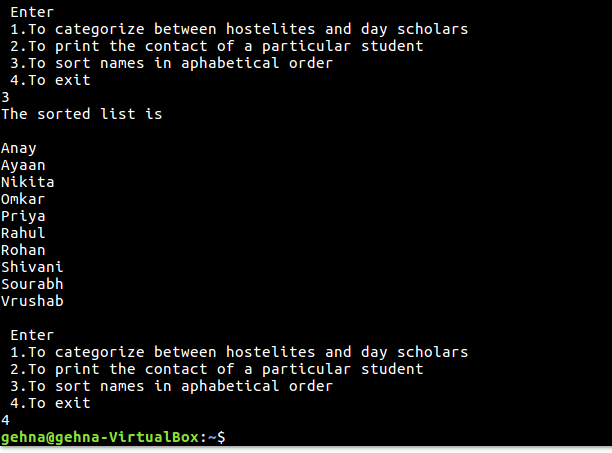 Enter
1.To categorize between hostelites and day scholars
2.To print the contact of a particular student
3.To sort names in aphabetical order
4.To exit
3
The sorted list is
Anay
Ayaan
Nikita
Omkar
Priya
Rahul
Rohan
Shivani
Sourabh
Vrushab
Enter
1.To categorize between hostelites and day scholars
2.To print the contact of a particular student
3.To sort names in aphabetical order
4.To exit
4
gehna@gehna-VirtualBox:~$